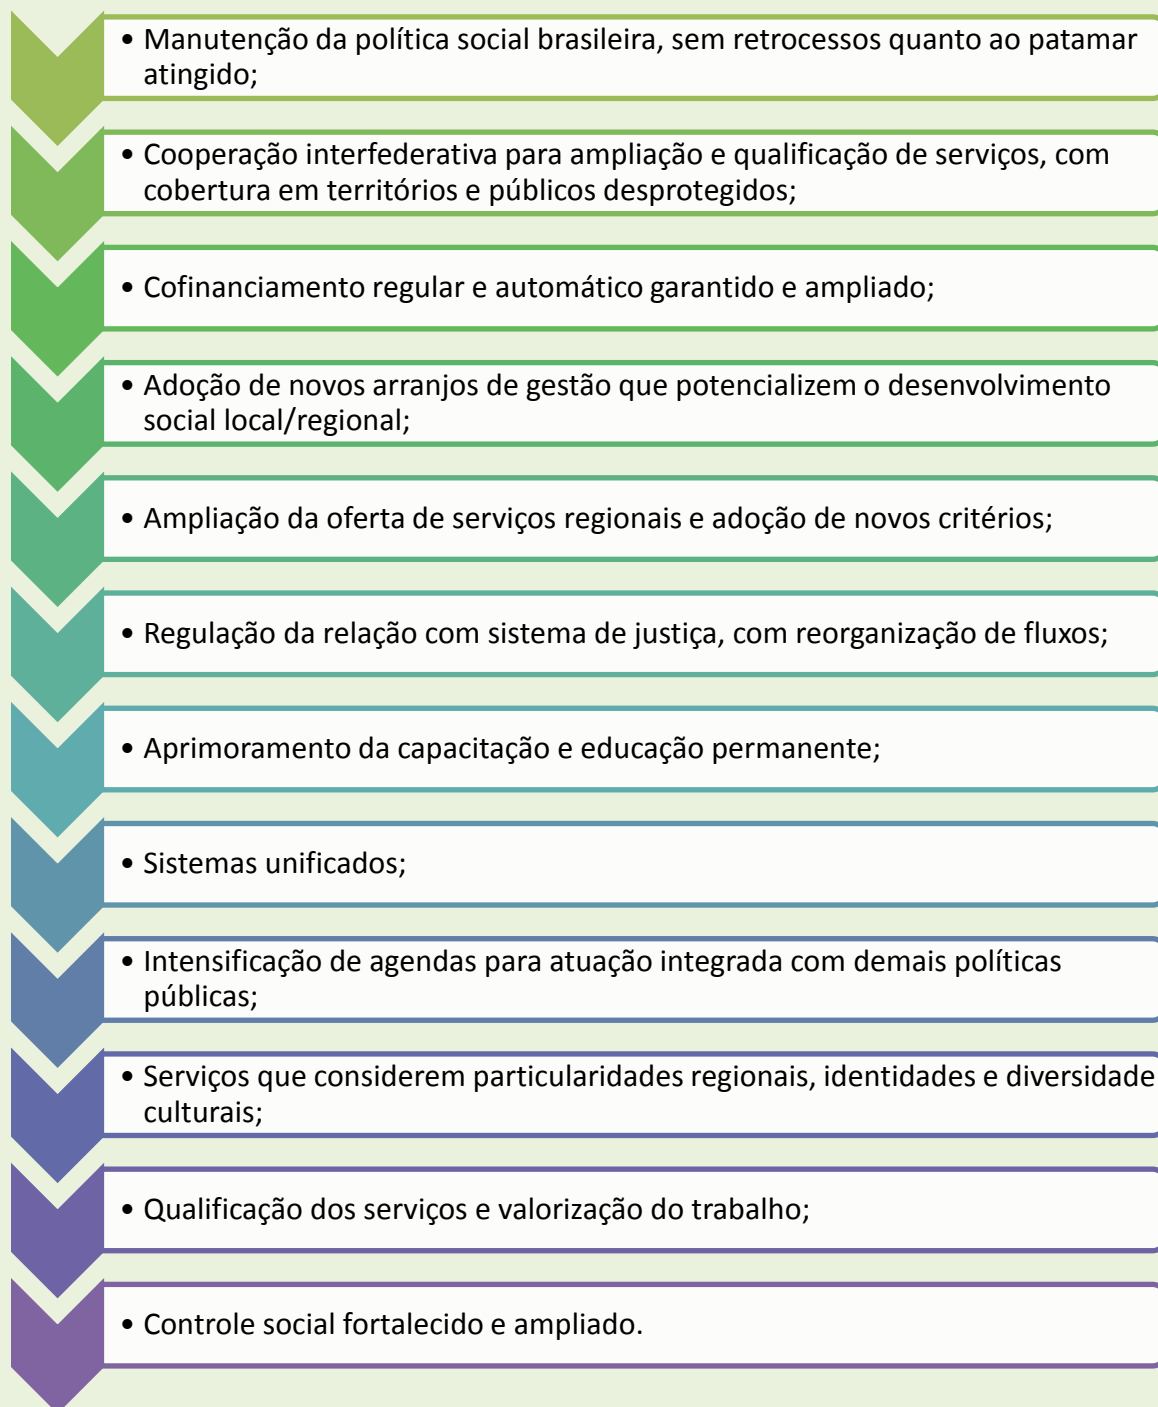 • Manutenção da política social brasileira, sem retrocessos quanto ao patamar
atingido;
• Cooperação interfederativa para ampliação e qualificação de serviços, com
cobertura em territórios e públicos desprotegidos;
• Cofinanciamento regular e automático garantido e ampliado;
• Adoção de novos arranjos de gestão que potencializem o desenvolvimento
social local/regional;
• Ampliação da oferta de serviços regionais e adoção de novos critérios;
• Regulação da relação com sistema de justiça, com reorganização de fluxos;
• Aprimoramento da capacitação e educação permanente;
• Sistemas unificados;
• Intensificação de agendas para atuação integrada com demais políticas
públicas;
• Serviços que considerem particularidades regionais, identidades e diversidade
culturais;
• Qualificação dos serviços e valorização do trabalho;
• Controle social fortalecido e ampliado.